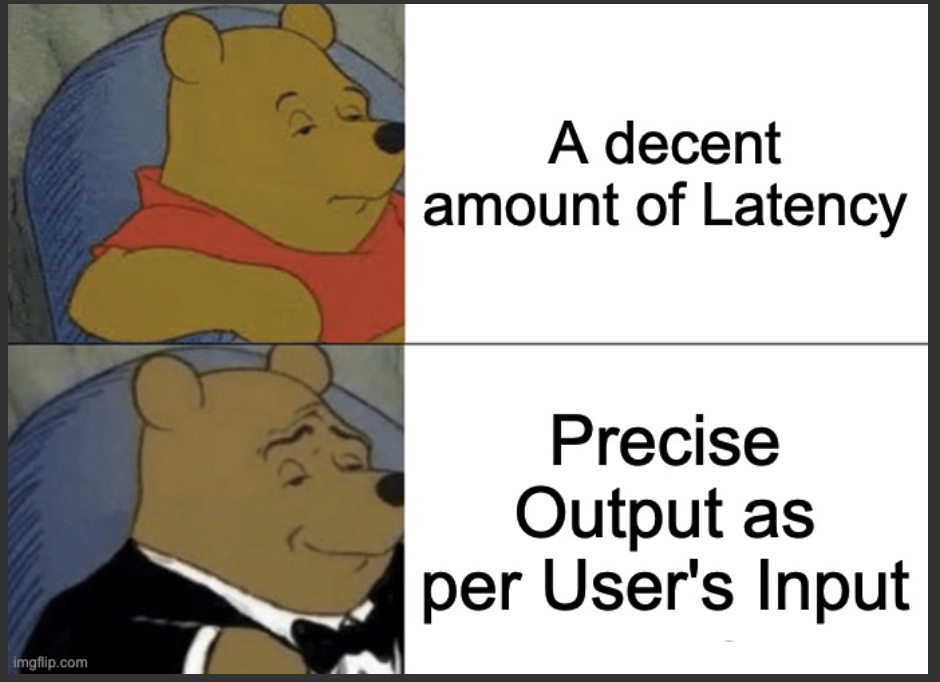 A decent
amount of Latency
Precise
Output as
per User's Input
imgflip.com